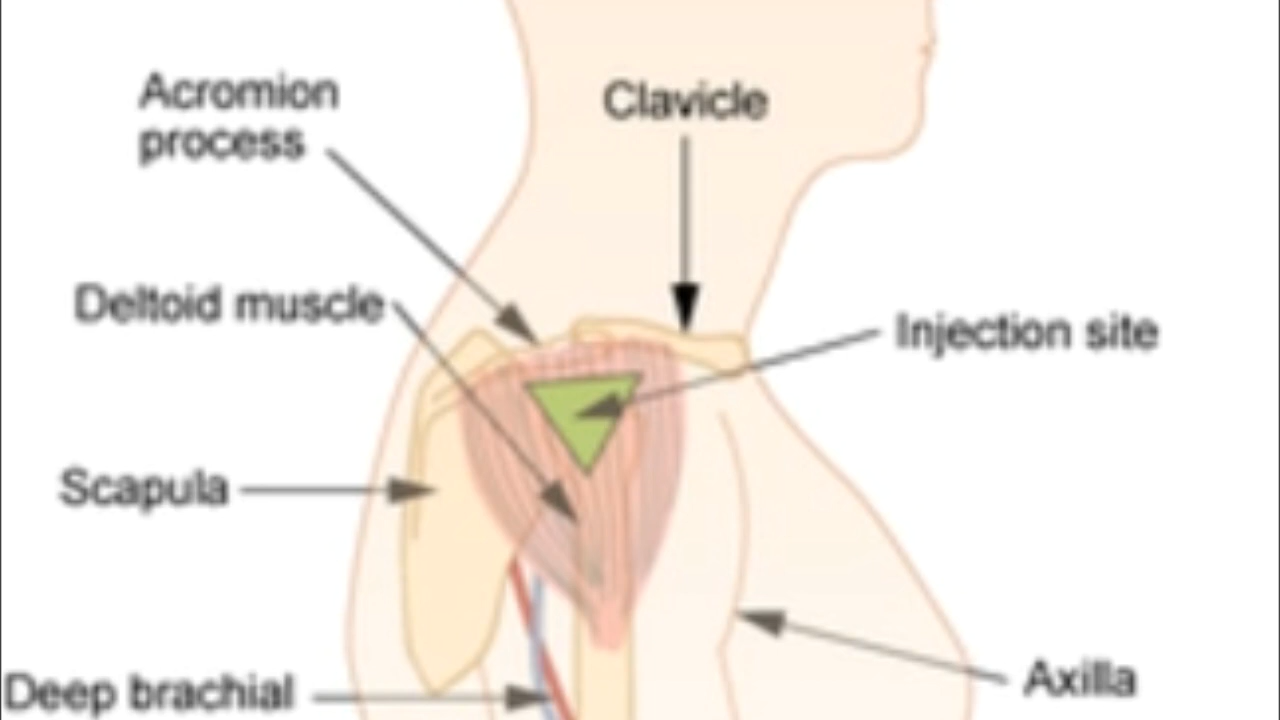 Acromion
process
Clavicle
Deltoid muscle
Injection site
Scapula
Deep brachial
Axilla